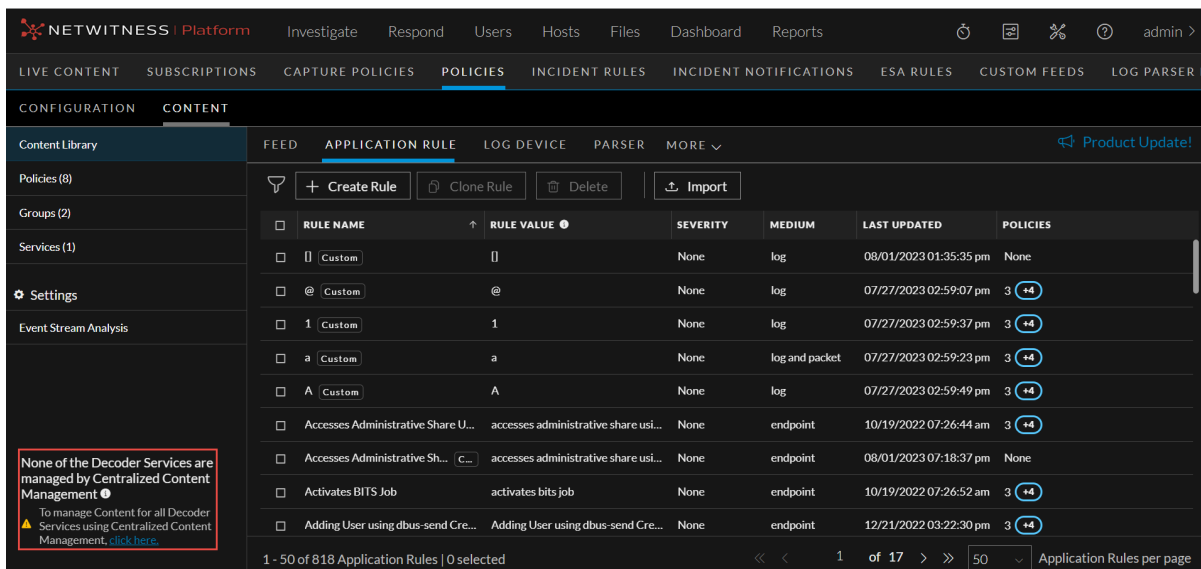 NETWITNESS | Platform Investigate Respond Users Hosts Files Dashboard Reports admin >
LIVE CONTENT SUBSCRIPTIONS CAPTURE POLICIES POLICIES INCIDENT RULES INCIDENT NOTIFICATIONS ESA RULES CUSTOM FEEDS LOG PARSER
CONFIGURATION CONTENT
Content Library
Policies (8)
Groups (2)
Services (1)
Settings
Event Stream Analysis
None of the Decoder Services are
managed by Centralized Content
Management
To manage Content for all Decoder
Services using Centralized Content
Management, click here.
FEED APPLICATION RULE LOG DEVICE PARSER MORE
Product Update!
+ Create Rule Clone Rule Delete Import
RULE NAME ↑ RULE VALUE SEVERITY MEDIUM LAST UPDATED POLICIES
[] Custom [] None log 08/01/2023 01:35:35 pm None
@ Custom @ None log 07/27/2023 02:59:07 pm 3 +4
1 Custom 1 None log 07/27/2023 02:59:37 pm 3 +4
a Custom a None log and packet 07/27/2023 02:59:23 pm 3 +4
A Custom A None log 07/27/2023 02:59:49 pm 3 +4
Accesses Administrative Share U... accesses administrative share usi... None endpoint 10/19/2022 07:26:44 am 3 +4
Accesses Administrative Sh... C... accesses administrative share usi... None endpoint 08/01/2023 07:18:37 pm None
Activates BITS Job activates bits job None endpoint 10/19/2022 07:26:52 am 3 +4
Adding User using dbus-send Cre... Adding User using dbus-send Cre... None endpoint 12/21/2022 03:22:30 pm 3 +4
1 - 50 of 818 Application Rules | 0 selected << < 1 of 17 > >> 50 Application Rules per page